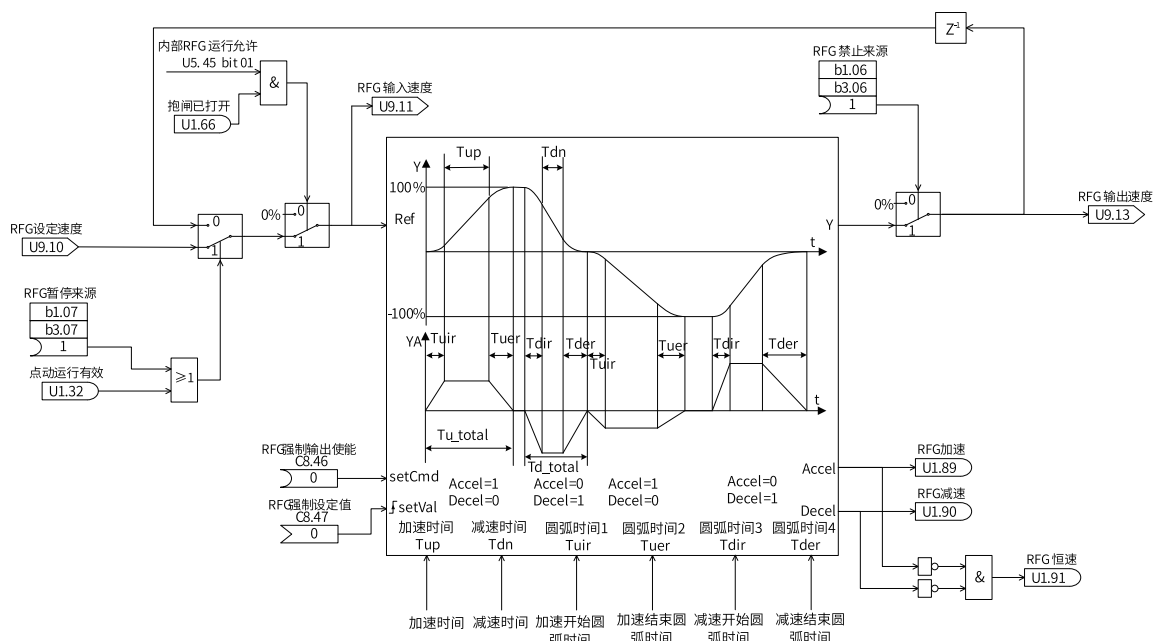 Z⁻¹
内部RFG 运行允许
U5. 45 bit 01
&
抱闸已打开
U1.66
RFG 输入速度
U9.11
RFG 禁止来源
b1.06
b3.06
1
Tup
Tdn
Y
100%
Ref
0%
0
1
RFG设定速度
U9.10
0
1
Y
t
0%
0
1
RFG 输出速度
U9.13
RFG暂停来源
b1.07
b3.07
1
点动运行有效
U1.32
≥1
-100%
YA
Tuir
Tuer
Tdir
Tder
Tuir
Tuer
Tdir
Tder
t
Tu_total
Td_total
RFG强制输出使能
C8.46
0
setCmd
RFG强制设定值
C8.47
0
setVal
Accel=1
Decel=0
Accel=0
Decel=1
Accel=1
Decel=0
Accel=0
Decel=1
Accel
Decel
RFG加速
U1.89
RFG减速
U1.90
加速时间
Tup
减速时间
Tdn
圆弧时间1
Tuir
圆弧时间2
Tuer
圆弧时间3
Tdir
圆弧时间4
Tder
&
RFG 恒速
U1.91
加速时间
减速时间
加速开始圆
弧时间
加速结束圆
弧时间
减速开始圆
弧时间
减速结束圆
弧时间